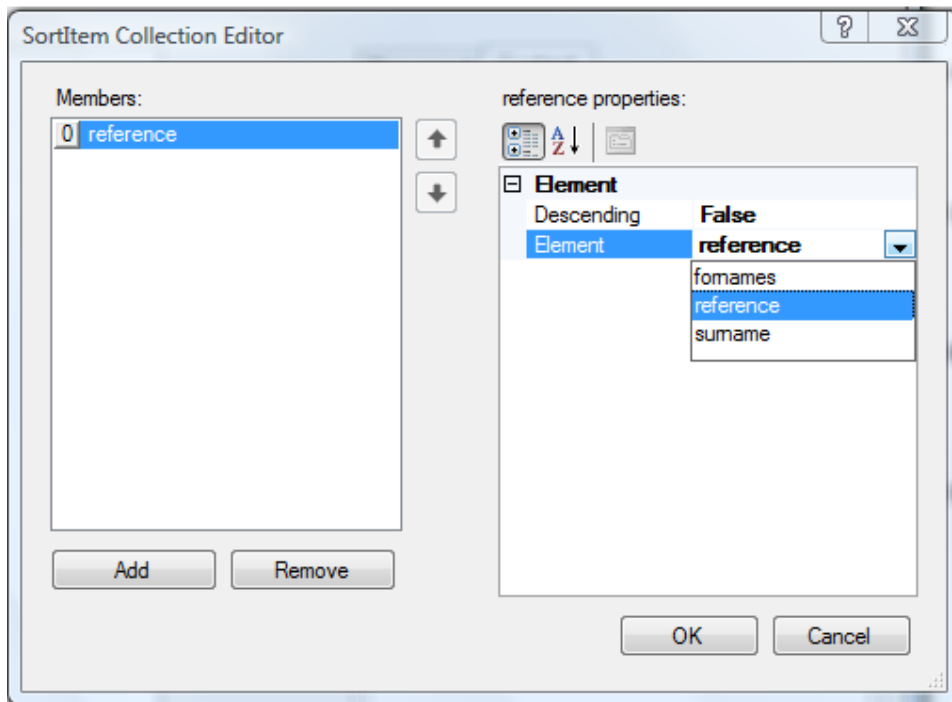 SortItem Collection Editor
?
Members:
0 reference
Add
Remove
reference properties:
A
Z
Element
Descending False
Element reference
fornames
reference
surname
OK
Cancel